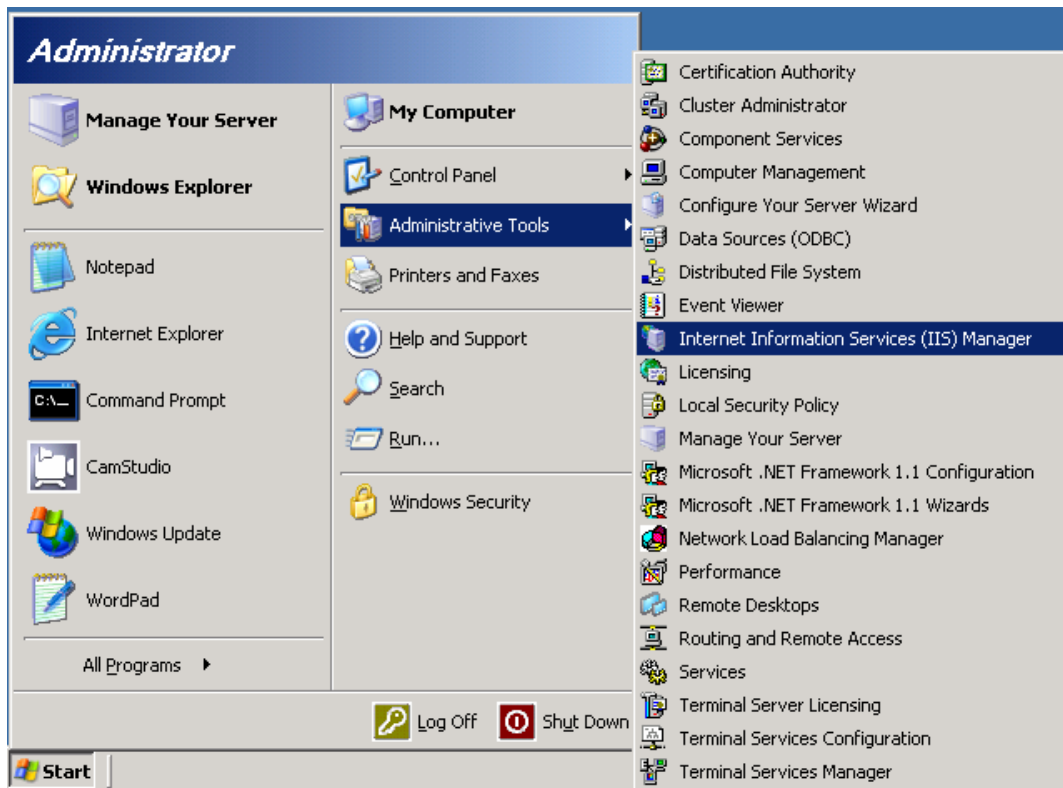 Administrator
Manage Your Server
Windows Explorer
Notepad
Internet Explorer
C:\_
Command Prompt
CamStudio
Windows Update
WordPad
All Programs
My Computer
Control Panel
Administrative Tools
Printers and Faxes
Help and Support
Search
Run...
Windows Security
Log Off
Shut Down
Start
Certification Authority
Cluster Administrator
Component Services
Computer Management
Configure Your Server Wizard
Data Sources (ODBC)
Distributed File System
Event Viewer
Internet Information Services (IIS) Manager
Licensing
Local Security Policy
Manage Your Server
Microsoft .NET Framework 1.1 Configuration
Microsoft .NET Framework 1.1 Wizards
Network Load Balancing Manager
Performance
Remote Desktops
Routing and Remote Access
Services
Terminal Server Licensing
Terminal Services Configuration
Terminal Services Manager